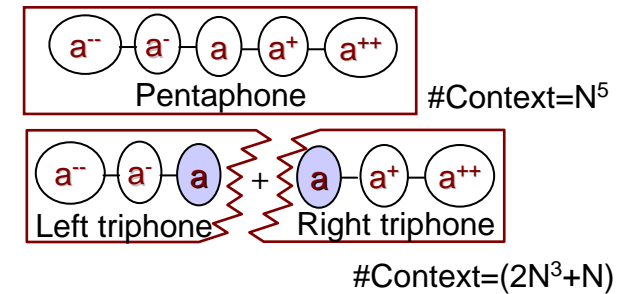 a-- a- a a+ a++
Pentaphone
#Context=N⁵
a-- a- a + a a+ a++
Left triphone Right triphone
#Context=(2N³+N)